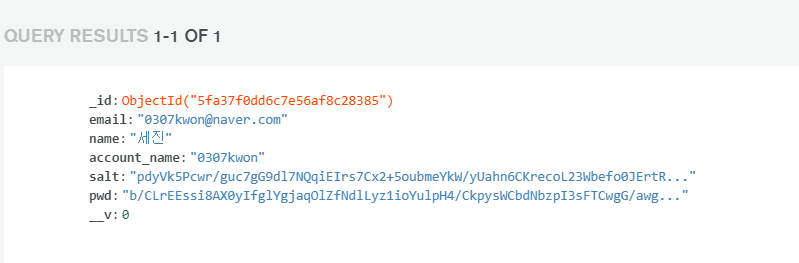 QUERY RESULTS 1-1 OF 1
_id: ObjectId("5fa37f0dd6c7e56af8c28385")
email: "0307kwon@naver.com"
name: "세진"
account_name: "0307kwon"
salt: "pdyVk5Pcwr/guc7gG9dl7NQqiEIrs7Cx2+5oubmeYkW/yUahn6CKrecoL23Wbefo0JErtR..."
pwd: "b/CLrEEssi8AX0yIfglYgjaqOlZfNdlLyz1ioYulpH4/CkpysWCbdNbzpI3sFTCwgG/awg..."
__v: 0